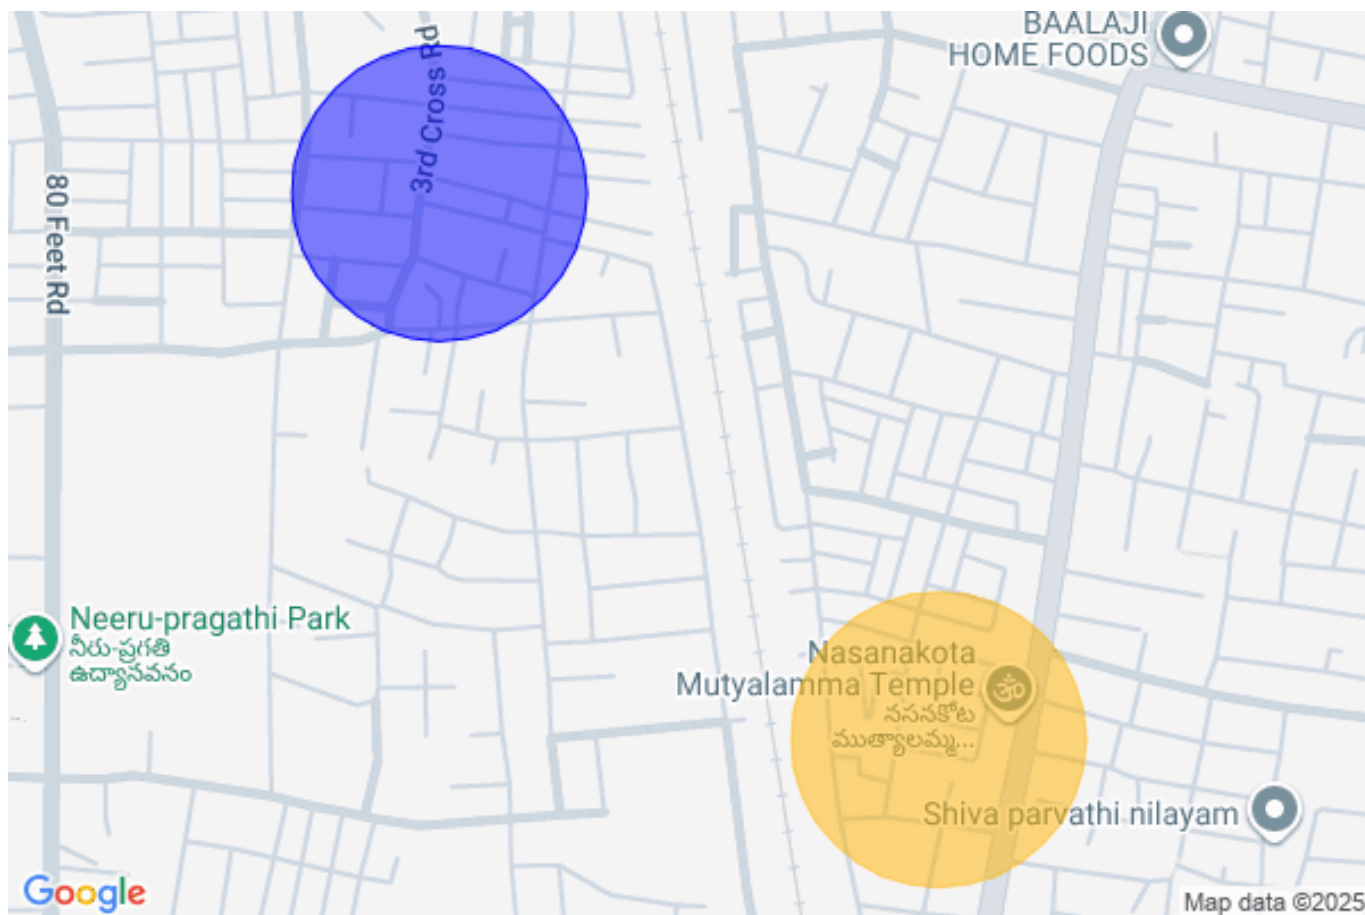 BAALAJI
HOME FOODS
3rd Cross Rd
80 Feet Rd
Neeru-pragathi Park
నీరు-ప్రగతి
ఉద్యానవనం
Nasanakota
Mutyalamma Temple
నసనకోట
ముత్యాలమ్మ...
Shiva parvathi nilayam
Google
Map data ©2025